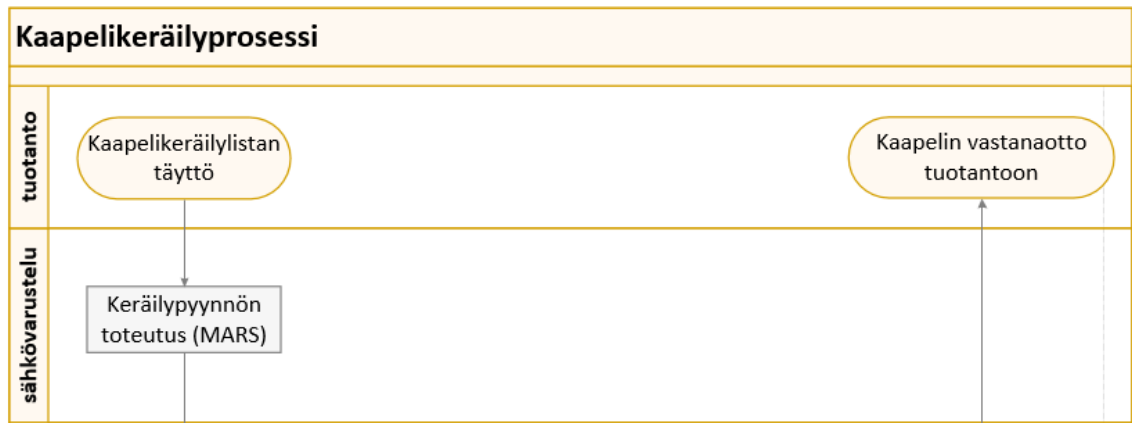 Kaapelikeräilyprosessi
tuotanto
Kaapelikeräilylistan
täyttö
Kaapelin vastanaotto
tuotantoon
sähkövarustelu
Keräilypyynnön
toteutus (MARS)